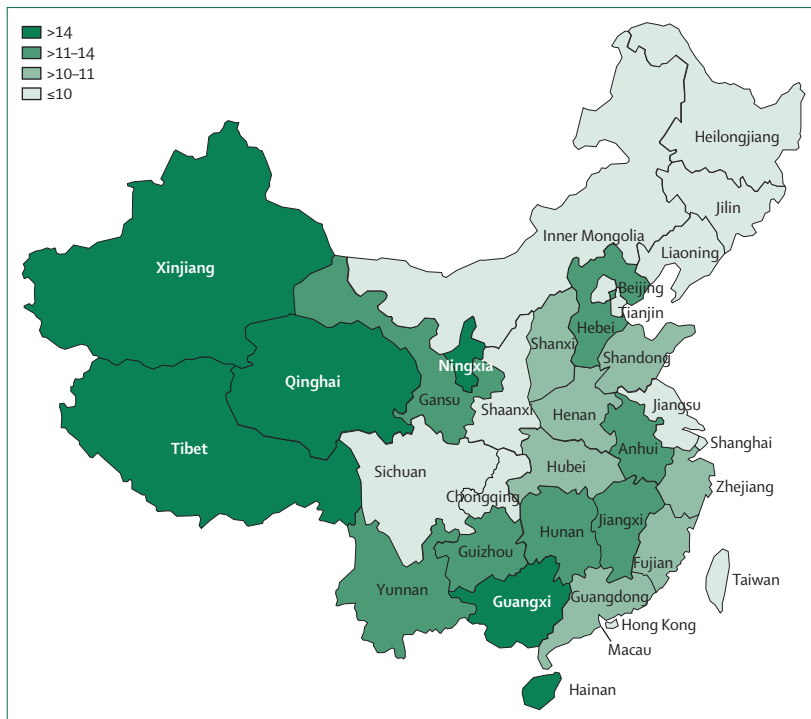 >14
>11–14
>10–11
≤10
Heilongjiang
Jilin
Inner Mongolia
Liaoning
Xinjiang
Beijing
Tianjin
Hebei
Shanxi
Shandong
Ningxia
Qinghai
Gansu
Shaanxi
Henan
Jiangsu
Shanghai
Anhui
Tibet
Sichuan
Hubei
Zhejiang
Chongqing
Jiangxi
Hunan
Guizhou
Fujian
Taiwan
Yunnan
Guangxi
Guangdong
Hong Kong
Macau
Hainan